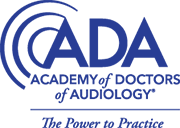 ADA
ACADEMY of DOCTORS
of AUDIOLOGY®
The Power to Practice